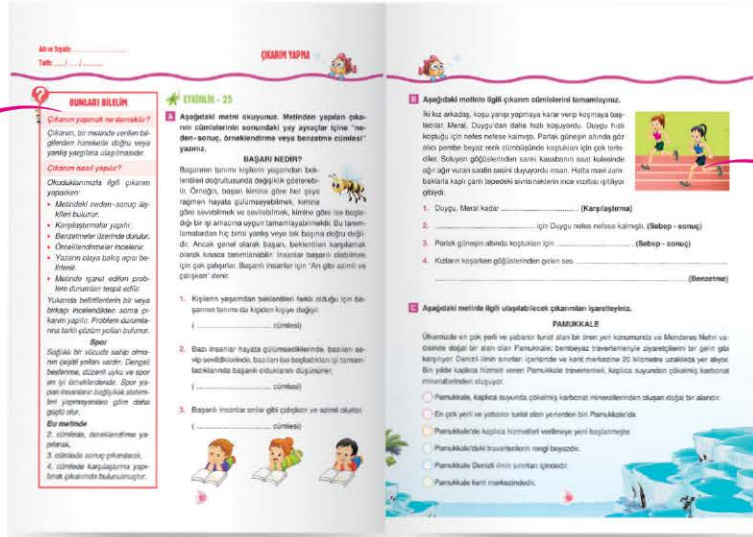 Adı ve Soyadı: ..............................
Tarih: ..... / ..... / ..........
ÇIKARIM YAPMA
?
BUNLARI BİLELİM
Çıkarım yapmak ne demektir?
Çıkarım, bir metinde verilen bil-
gilerden hareketle doğru veya
yanlış yargılara ulaşılmasıdır.
Çıkarım nasıl yapılır?
Okuduklarımızla ilgili çıkarım
yaparken:
• Metindeki neden-sonuç iliş-
kileri bulunur.
• Karşılaştırmalar yapılır.
• Benzetmeler üzerinde durulur.
• Örneklendirmeler incelenir.
• Yazarın olaya bakış açısı be-
lirlenir.
• Metinde işaret edilen prob-
lem durumları tespit edilir.
Yukarıda belirtilenlerin bir veya
birkaçı incelendikten sonra çı-
karım yapılır. Problem durumla-
rına farklı çözüm yolları bulunur.
Spor
Sağlıklı bir vücuda sahip olma-
nın çeşitli yolları vardır. Dengeli
beslenme, düzenli uyku ve spor
en iyi örneklerdendir. Spor ya-
pan insanların bağışıklık sistem-
leri yapmayanlara göre daha
güçlü olur.
Bu metinde
2. cümlede, örneklendirme ya-
pılarak,
3. cümlede sonuç çıkarılarak,
4. cümlede karşılaştırma yapı-
larak çıkarımda bulunulmuştur.
ETKİNLİK - 23
A Aşağıdaki metni okuyunuz. Metinden yapılan çıka-
rım cümlelerinin sonundaki yay ayraçlar içine "ne-
den-sonuç, örneklendirme veya benzetme cümlesi"
yazınız.
BAŞARI NEDİR?
Başarının tanımı kişilerin yaşamdan bek-
lentileri doğrultusunda değişiklik gösterebi-
lir. Örneğin, başarı kimine göre her şeye
rağmen hayata gülümseyebilmek, kimine
göre sevebilmek ve sevilebilmek, kimine göre ise başla-
dığı bir işi amacına uygun tamamlayabilmektir. Bu tanım-
lamalardan hiç birisi yanlış veya tek başına doğru değil-
dir. Ancak genel olarak başarı, beklentileri karşılamak
olarak kısaca tanımlanabilir. İnsanlar başarılı olabilmek
için çok çalışırlar. Başarılı insanlar için "Arı gibi azimli ve
çalışkan" denir.
1. Kişilerin yaşamdan beklentileri farklı olduğu için ba-
şarının tanımı da kişiden kişiye değişir.
( .............................. cümlesi)
2. Bazı insanlar hayata gülümsediklerinde, bazıları se-
vip sevildiklerinde, bazıları ise başladıkları işi tamam-
ladıklarında başarılı olduklarını düşünürler.
( .............................. cümlesi)
3. Başarılı insanlar arılar gibi çalışkan ve azimli olurlar.
( .............................. cümlesi)
B Aşağıdaki metinle ilgili çıkarım cümlelerini tamamlayınız.
İki kız arkadaş, koşu yarışı yapmaya karar verip koşmaya baş-
ladılar. Meral, Duygu'dan daha hızlı koşuyordu. Duygu hızlı
koştuğu için nefes nefese kalmıştı. Parlak güneşin altında göz
alıcı pembe beyaz renk cümbüşünde koştukları için çok terle-
diler. Soluyan göğüslerinden sanki kasabanın saat kulesinde
ağır ağır vuran saatin sesini duyuyordu insan. Hatta mavi zam-
baklarla kaplı çam tepedeki sivrisineklerin ince vızıltısı işitiliyor
gibiydi.
1. Duygu, Meral kadar .............................. (Karşılaştırma)
2. .............................. için Duygu nefes nefese kalmıştı. (Sebep - sonuç)
3. Parlak güneşin altında koştukları için .............................. (Sebep - sonuç)
4. Kızların koşarken göğüslerinden gelen ses ..............................
.............................. (Benzetme)
C Aşağıdaki metinle ilgili ulaşılabilecek çıkarımları işaretleyiniz.
PAMUKKALE
Ülkemizde en çok yerli ve yabancı turist alan bir ören yeri konumunda ve Menderes Nehri va-
disinde doğal bir alan olan Pamukkale; bembeyaz travertenleriyle ziyaretçilerini bir gelin gibi
karşılıyor. Denizli ilinin sınırları içerisinde ve kent merkezine 20 kilometre uzaklıkta yer alıyor.
Bin yıldır kaplıca hizmeti veren Pamukkale travertenleri, kaplıca suyundan çökelmiş karbonat
minerallerinden oluşuyor.
Pamukkale, kaplıca suyunda çökelmiş karbonat minerallerinden oluşan doğal bir alandır.
En çok yerli ve yabancı turist alan yerlerden biri Pamukkale'dir.
Pamukkale'de kaplıca hizmetleri verilmeye yeni başlanmıştır.
Pamukkale'deki travertenlerin rengi beyazdır.
Pamukkale Denizli ilinin sınırları içindedir.
Pamukkale kent merkezindedir.